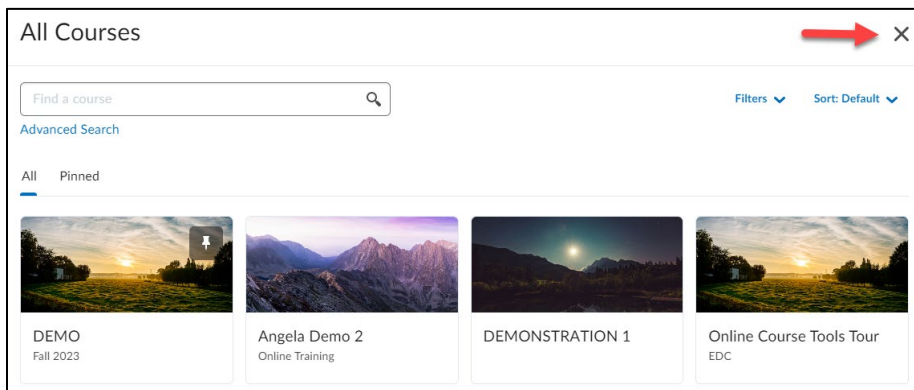 All Courses
Find a course
Filters Sort: Default
Advanced Search
All Pinned
DEMO
Fall 2023
Angela Demo 2
Online Training
DEMONSTRATION 1
Online Course Tools Tour
EDC